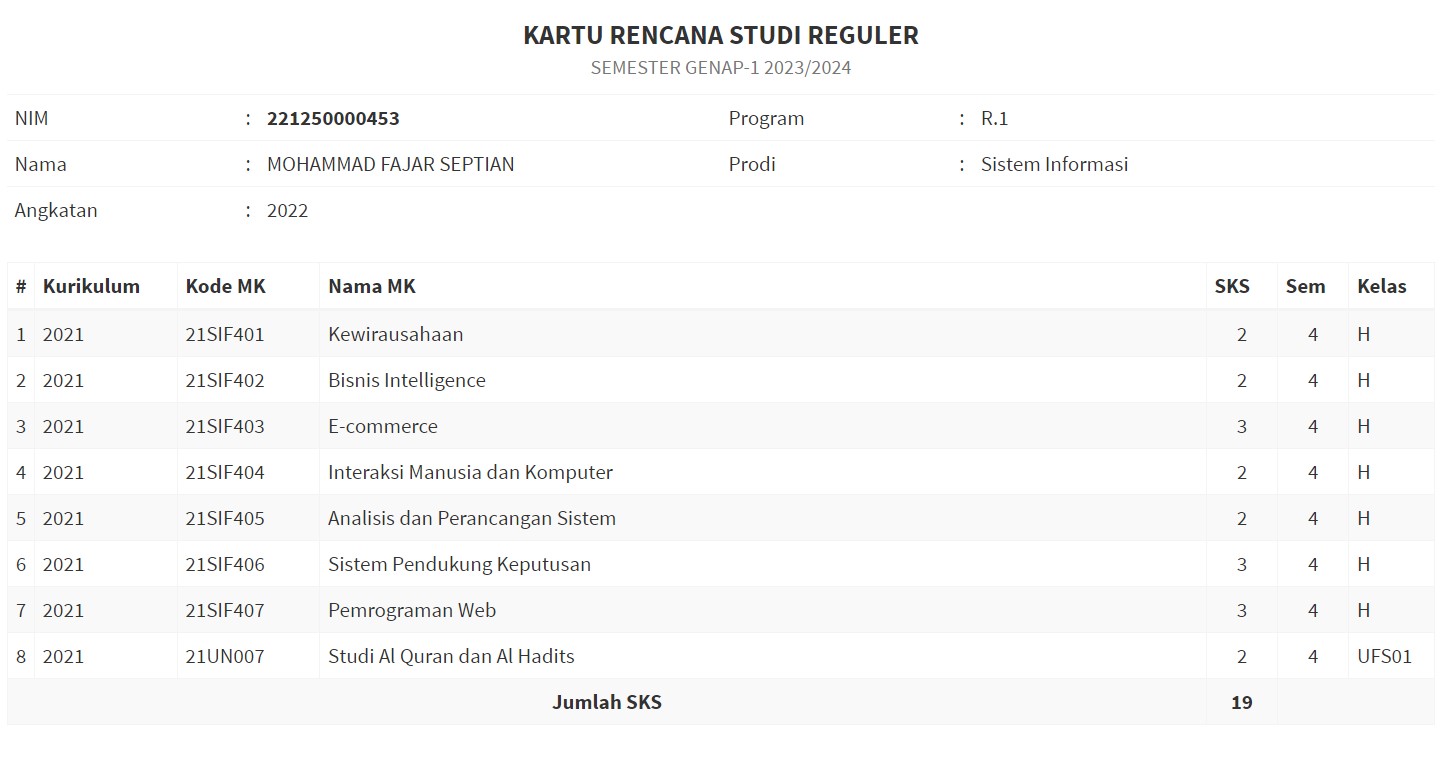 KARTU RENCANA STUDI REGULER
SEMESTER GENAP-1 2023/2024
NIM : 221250000453 Program : R.1
Nama : MOHAMMAD FAJAR SEPTIAN Prodi : Sistem Informasi
Angkatan : 2022
# Kurikulum Kode MK Nama MK SKS Sem Kelas
1 2021 21SIF401 Kewirausahaan 2 4 H
2 2021 21SIF402 Bisnis Intelligence 2 4 H
3 2021 21SIF403 E-commerce 3 4 H
4 2021 21SIF404 Interaksi Manusia dan Komputer 2 4 H
5 2021 21SIF405 Analisis dan Perancangan Sistem 2 4 H
6 2021 21SIF406 Sistem Pendukung Keputusan 3 4 H
7 2021 21SIF407 Pemrograman Web 3 4 H
8 2021 21UN007 Studi Al Quran dan Al Hadits 2 4 UFS01
Jumlah SKS 19